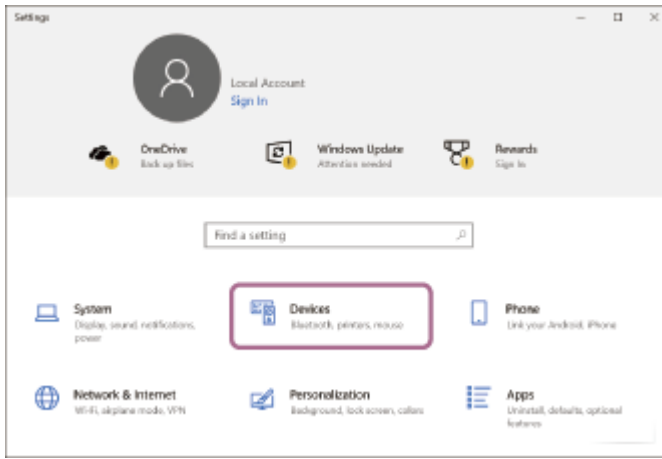 Settings
Local Account
Sign In
OneDrive
Back up files
Windows Update
Attention needed
Rewards
Sign In
Find a setting
System
Display, sound, notifications,
power
Devices
Bluetooth, printers, mouse
Phone
Link your Android, iPhone
Network & Internet
Wi-Fi, airplane mode, VPN
Personalization
Background, lock screen, colors
Apps
Uninstall, defaults, optional
features